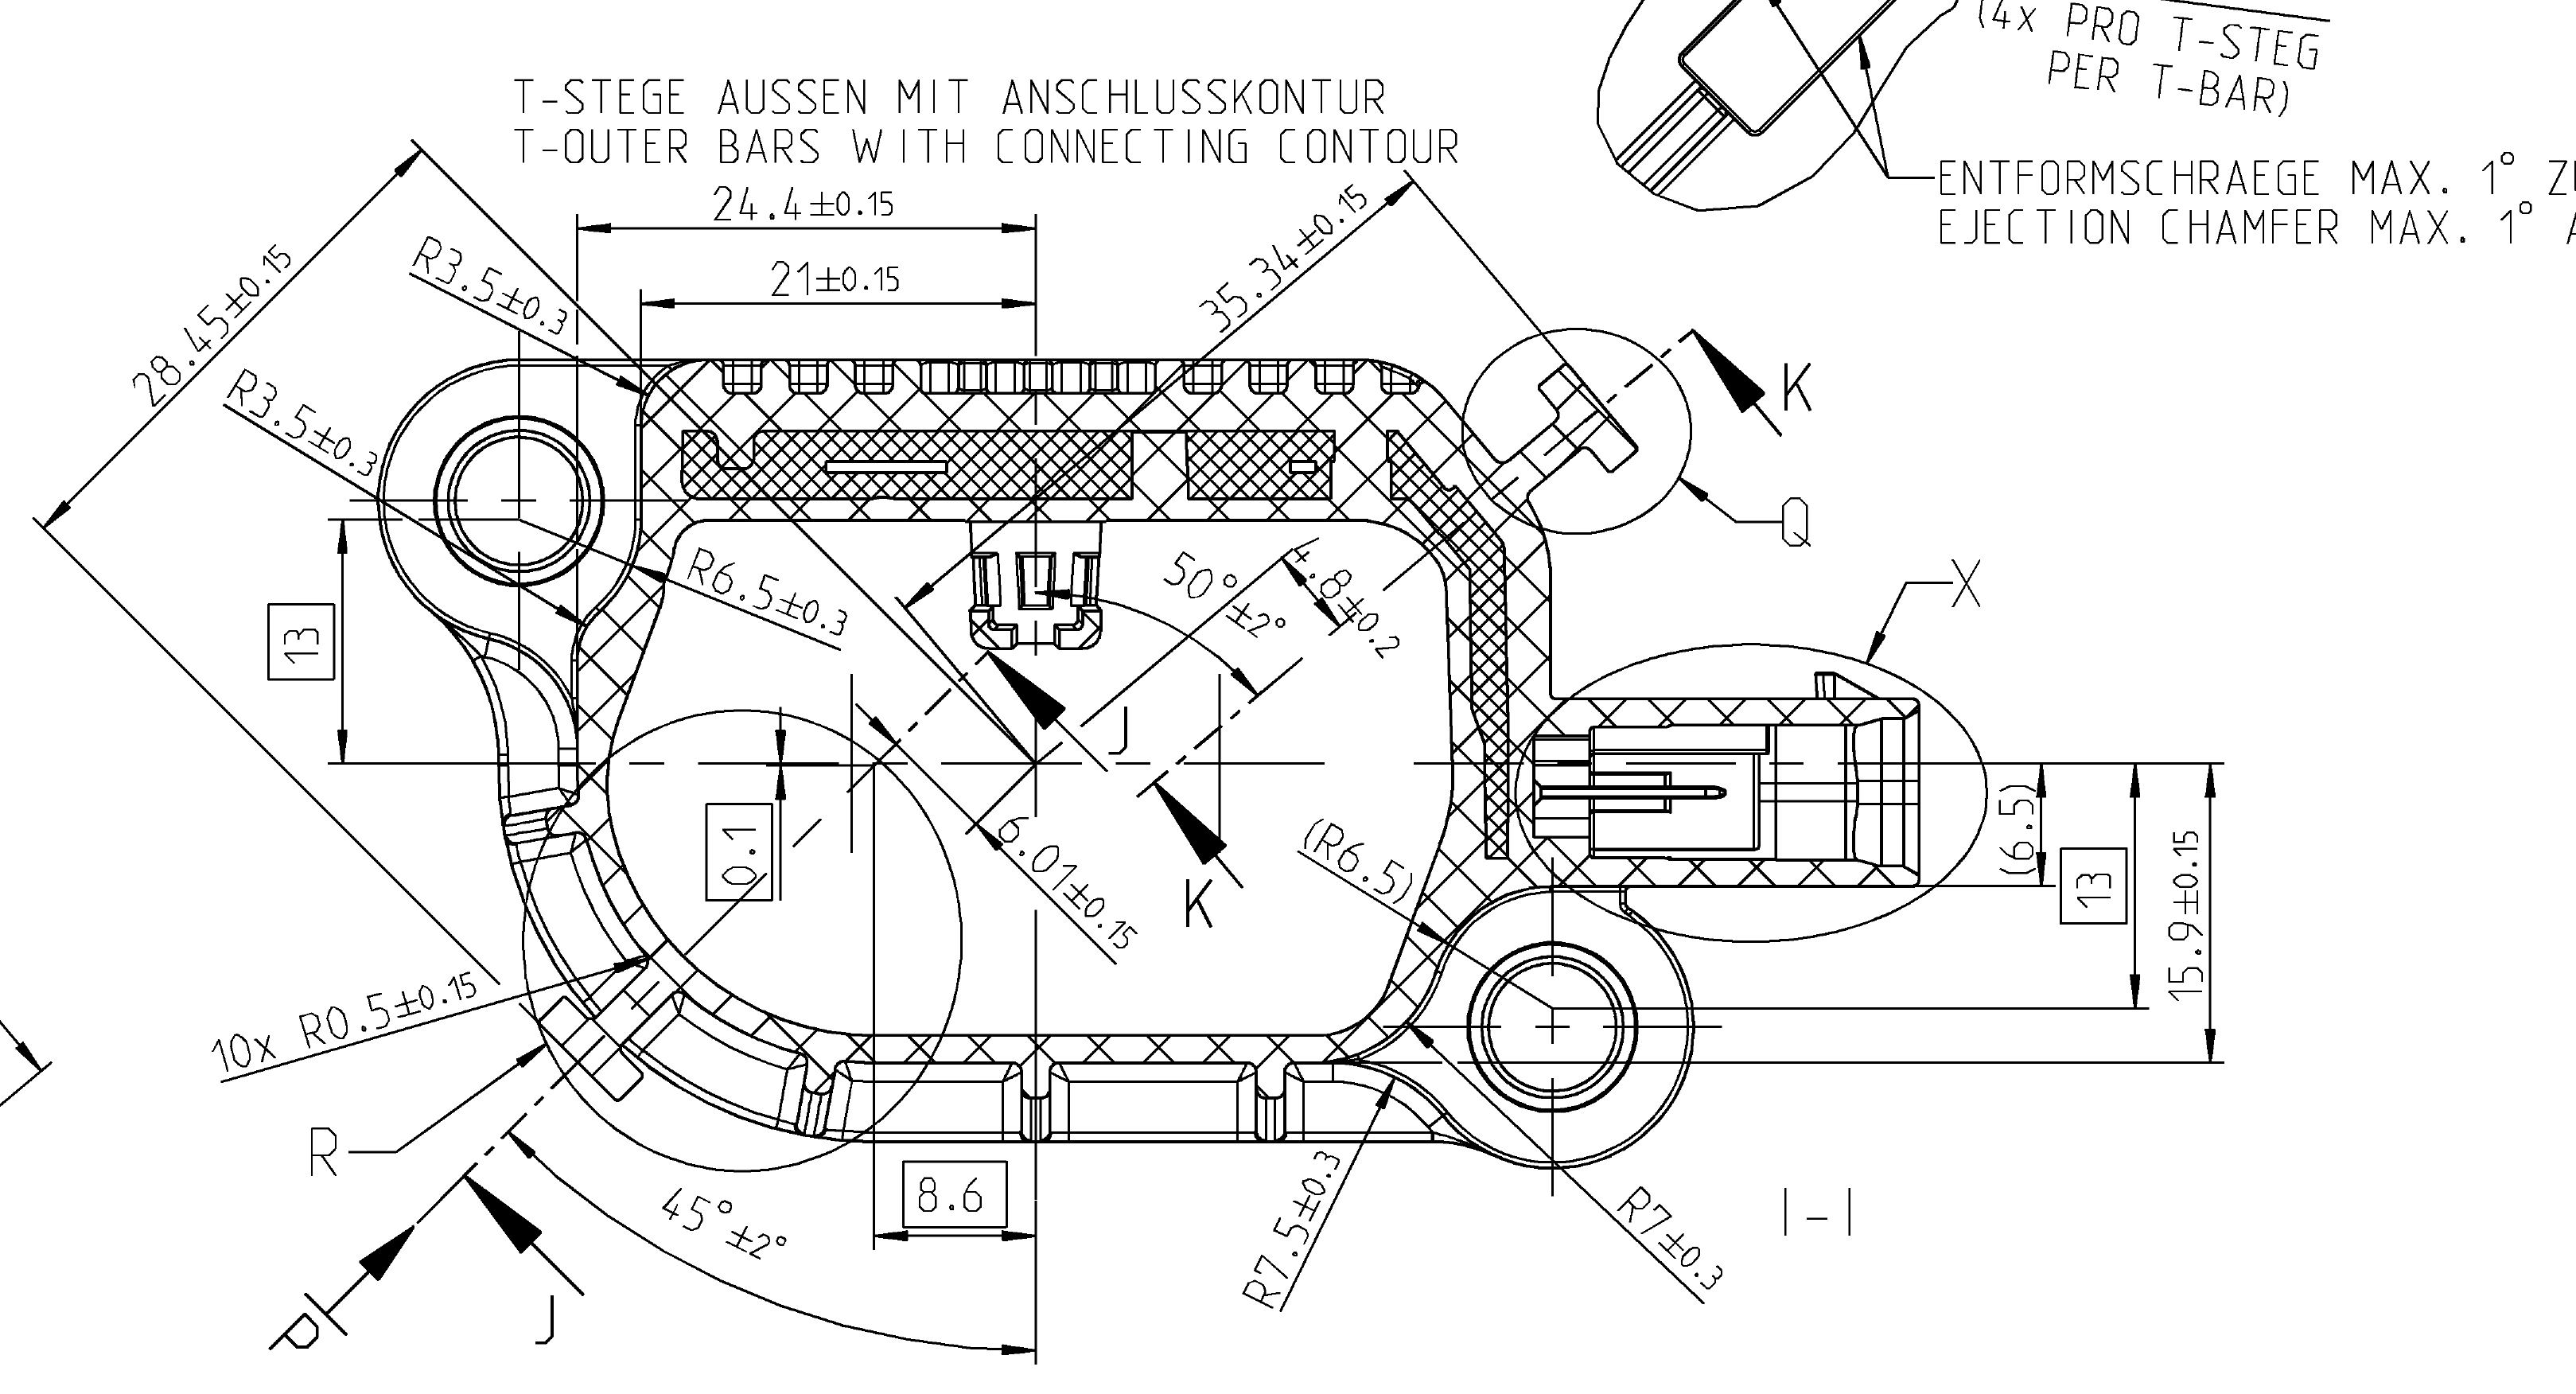 (4x PRO T-STEG
PER T-BAR)
T-STEGE AUSSEN MIT ANSCHLUSSKONTUR
T-OUTER BARS WITH CONNECTING CONTOUR
ENTFORMSCHRAEGE MAX. 1°
EJECTION CHAMFER MAX. 1°
24.4±0.15
21±0.15
35.34±0.15
28.45±0.15
R3.5±0.3
R3.5±0.3
K
Q
R6.5±0.3
50°±2°
4.8±0.2
X
13
J
0.1
6.01±0.15
K
(R6.5)
(6.5)
13
15.9±0.15
10x R0.5±0.15
R
8.6
45°±2°
R7.5±0.3
R7±0.3
I-I
J
P